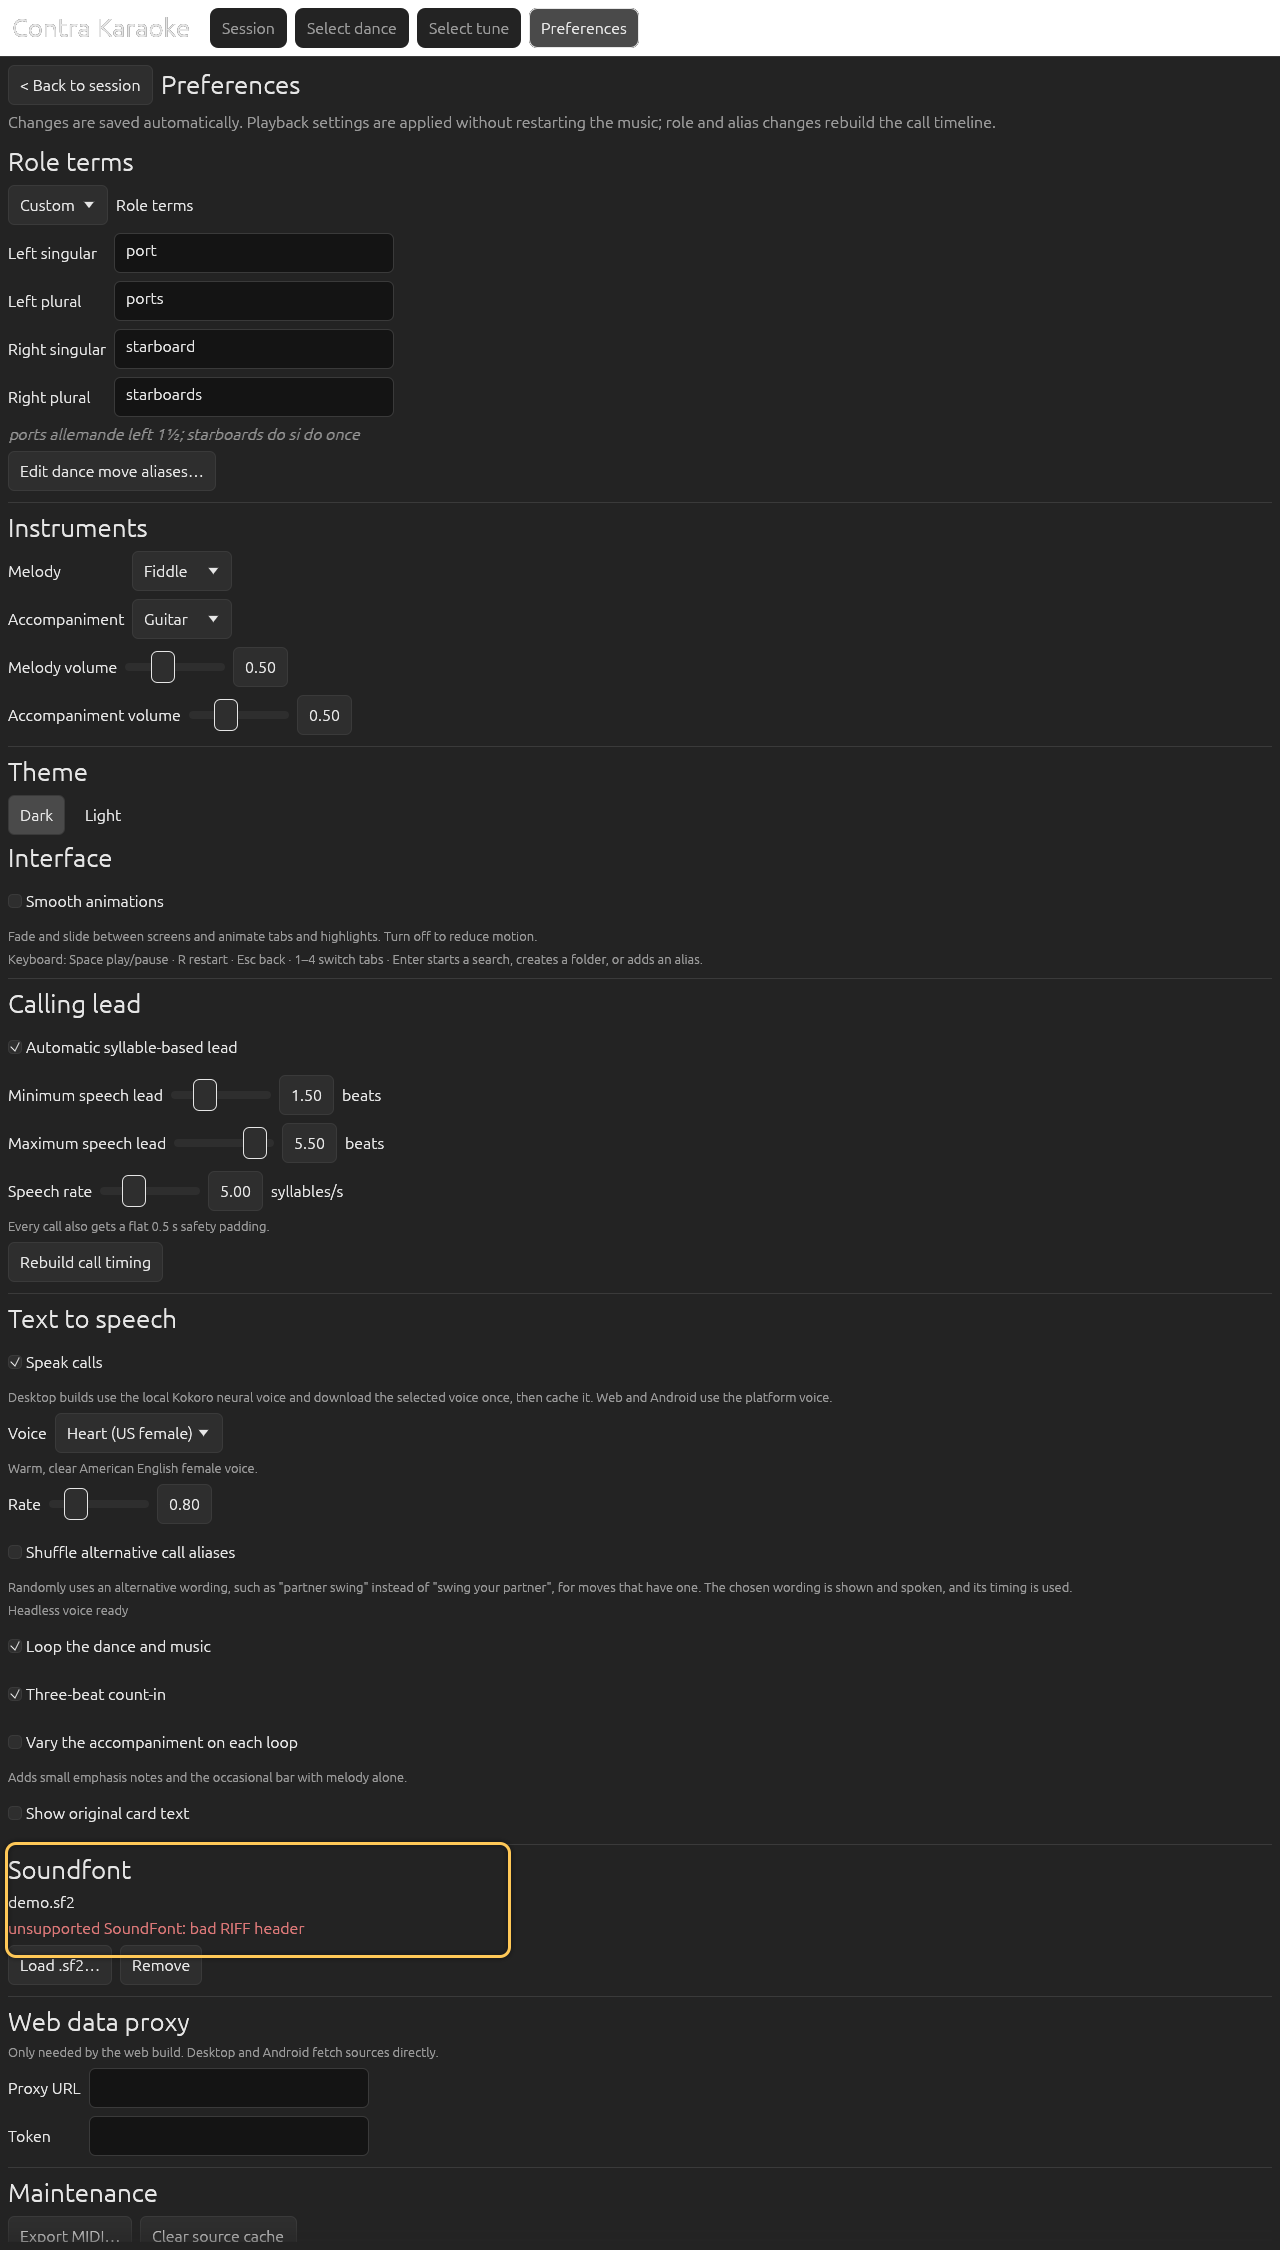 Contra Karaoke Session Select dance Select tune Preferences
< Back to session Preferences
Changes are saved automatically. Playback settings are applied without restarting the music; role and alias changes rebuild the call timeline.
Role terms
Custom Role terms
Left singular port
Left plural ports
Right singular starboard
Right plural starboards
ports allemande left 1½; starboards do si do once
Edit dance move aliases...
Instruments
Melody Fiddle
Accompaniment Guitar
Melody volume 0.50
Accompaniment volume 0.50
Theme
Dark Light
Interface
Smooth animations
Fade and slide between screens and animate tabs and highlights. Turn off to reduce motion.
Keyboard: Space play/pause · R restart · Esc back · 1–4 switch tabs · Enter starts a search, creates a folder, or adds an alias.
Calling lead
Automatic syllable-based lead
Minimum speech lead 1.50 beats
Maximum speech lead 5.50 beats
Speech rate 5.00 syllables/s
Every call also gets a flat 0.5 s safety padding.
Rebuild call timing
Text to speech
Speak calls
Desktop builds use the local Kokoro neural voice and download the selected voice once, then cache it. Web and Android use the platform voice.
Voice Heart (US female)
Warm, clear American English female voice.
Rate 0.80
Shuffle alternative call aliases
Randomly uses an alternative wording, such as "partner swing" instead of "swing your partner", for moves that have one. The chosen wording is shown and spoken, and its timing is used.
Headless voice ready
Loop the dance and music
Three-beat count-in
Vary the accompaniment on each loop
Adds small emphasis notes and the occasional bar with melody alone.
Show original card text
Soundfont
demo.sf2
unsupported SoundFont: bad RIFF header
Load .sf2... Remove
Web data proxy
Only needed by the web build. Desktop and Android fetch sources directly.
Proxy URL
Token
Maintenance
Export MIDI... Clear source cache